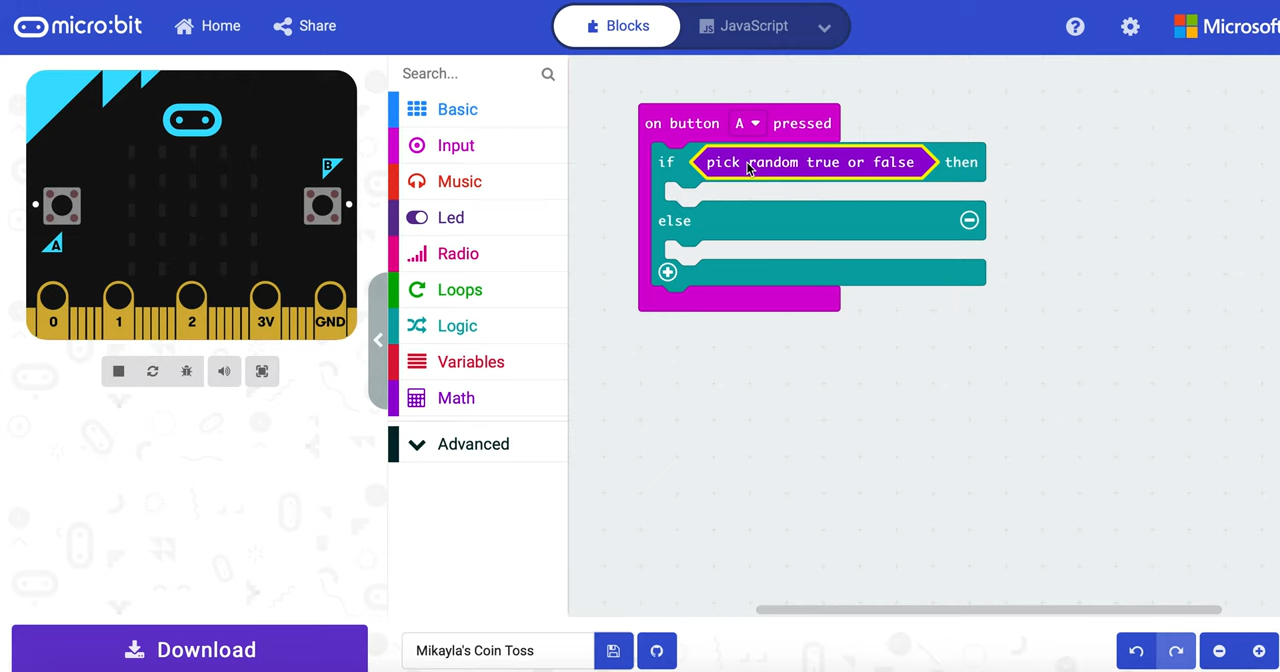 micro:bit Home Share Blocks JavaScript ? Microsoft
Search...
Basic
Input
Music
Led
Radio
Loops
Logic
Variables
Math
Advanced
B
A
0 1 2 3V GND
on button A pressed
if pick random true or false then
else
Download
Mikayla's Coin Toss